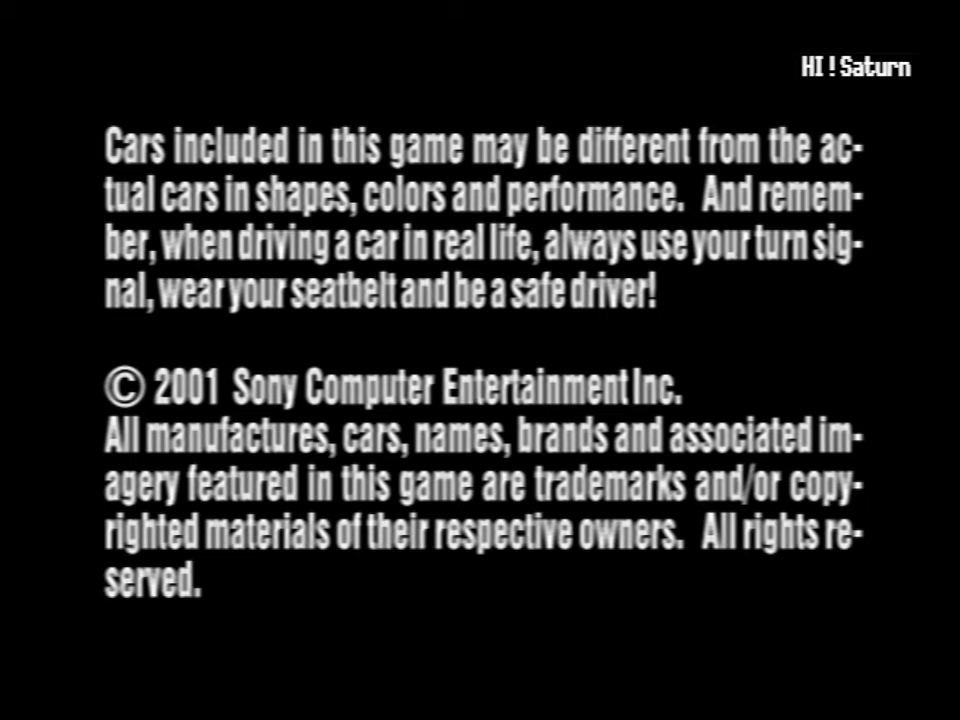 HI!Saturn
Cars included in this game may be different from the ac-
tual cars in shapes, colors and performance.  And remem-
ber, when driving a car in real life, always use your turn sig-
nal, wear your seatbelt and be a safe driver!
© 2001 Sony Computer Entertainment Inc.
All manufactures, cars, names, brands and associated im-
agery featured in this game are trademarks and/or copy-
righted materials of their respective owners.  All rights re-
served.